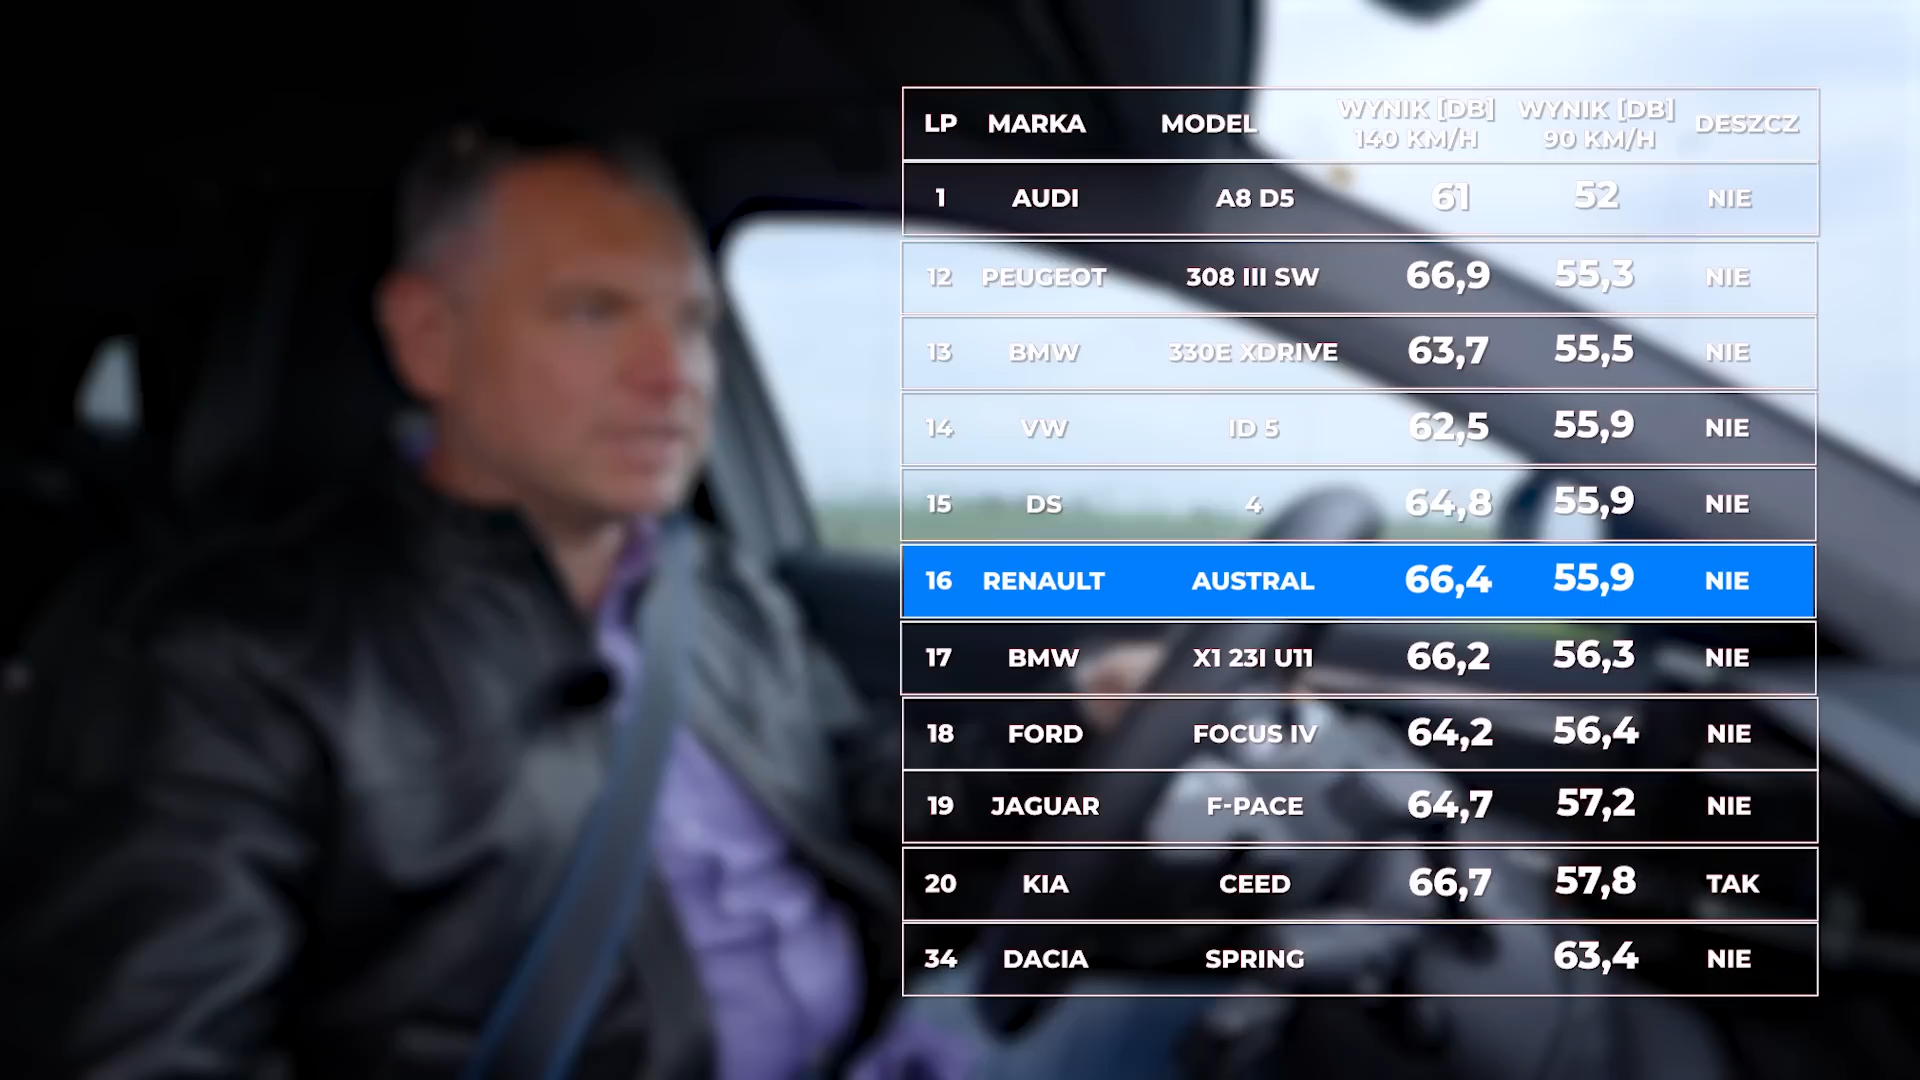 LP MARKA MODEL WYNIK [DB] 140 KM/H WYNIK [DB] 90 KM/H DESZCZ
1 AUDI A8 D5 61 52 NIE
12 PEUGEOT 308 III SW 66,9 55,3 NIE
13 BMW 330E XDRIVE 63,7 55,5 NIE
14 VW ID 5 62,5 55,9 NIE
15 DS 4 64,8 55,9 NIE
16 RENAULT AUSTRAL 66,4 55,9 NIE
17 BMW X1 23I U11 66,2 56,3 NIE
18 FORD FOCUS IV 64,2 56,4 NIE
19 JAGUAR F-PACE 64,7 57,2 NIE
20 KIA CEED 66,7 57,8 TAK
34 DACIA SPRING 63,4 NIE